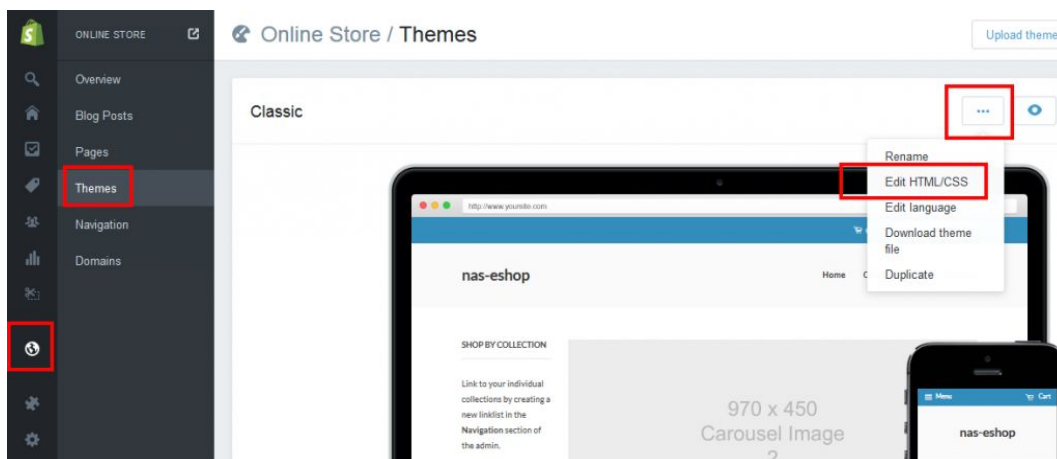 ONLINE STORE
Overview
Blog Posts
Pages
Themes
Navigation
Domains
Online Store / Themes
Upload theme
Classic
...
Rename
Edit HTML/CSS
Edit language
Download theme
file
Duplicate
http://www.yoursite.com
nas-eshop
Home
SHOP BY COLLECTION
Link to your individual
collections by creating a
new linklist in the
Navigation section of
the admin.
970 x 450
Carousel Image
2
Menu
Cart
nas-eshop